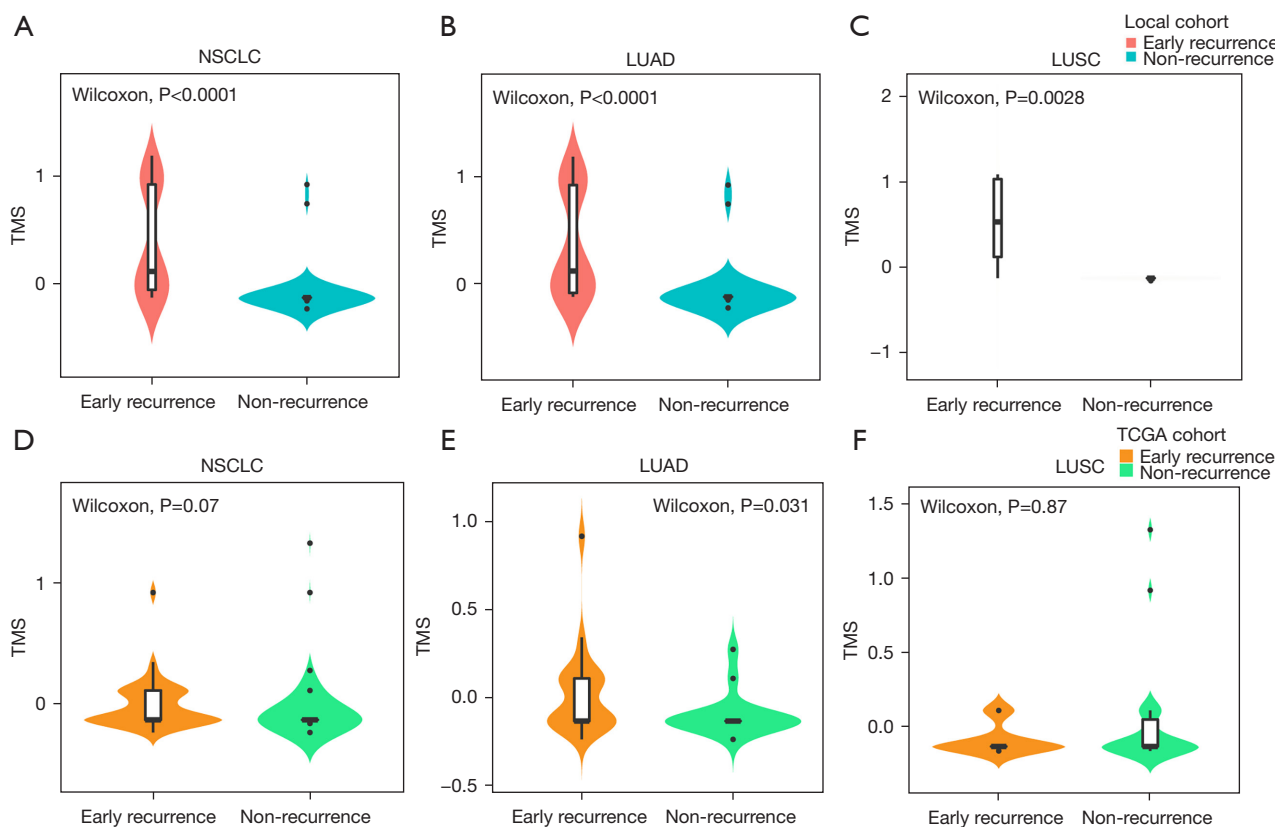 A
NSCLC
Wilcoxon, P<0.0001
TMS
1
0
Early recurrence
Non-recurrence
B
LUAD
Wilcoxon, P<0.0001
TMS
1
0
Early recurrence
Non-recurrence
C
Local cohort
Early recurrence
Non-recurrence
LUSC
Wilcoxon, P=0.0028
TMS
2
1
0
−1
Early recurrence
Non-recurrence
D
NSCLC
Wilcoxon, P=0.07
TMS
1
0
Early recurrence
Non-recurrence
E
LUAD
Wilcoxon, P=0.031
TMS
1.0
0.5
0.0
−0.5
Early recurrence
Non-recurrence
F
TCGA cohort
Early recurrence
Non-recurrence
LUSC
Wilcoxon, P=0.87
TMS
1.5
1.0
0.5
0.0
Early recurrence
Non-recurrence